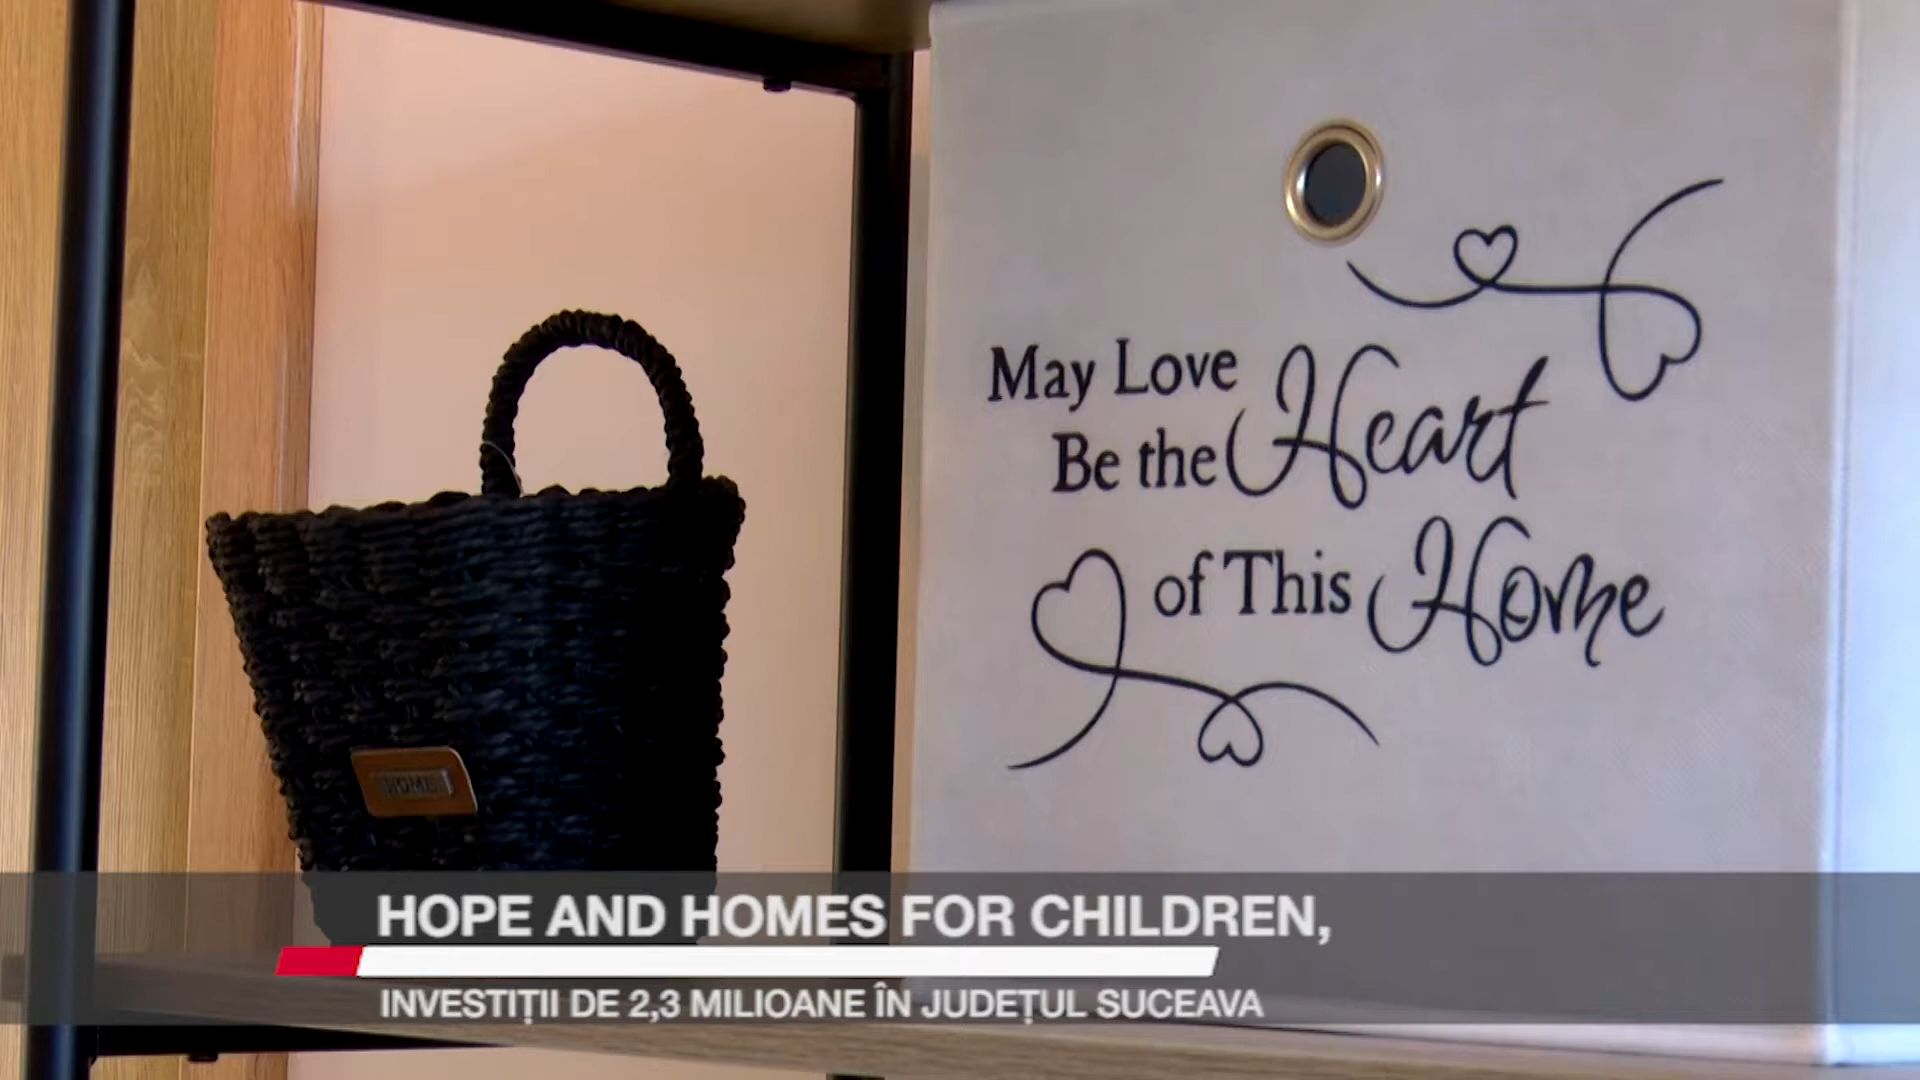 May Love
Be the Heart
of This Home
HOME
HOPE AND HOMES FOR CHILDREN,
INVESTIȚII DE 2,3 MILIOANE ÎN JUDEȚUL SUCEAVA